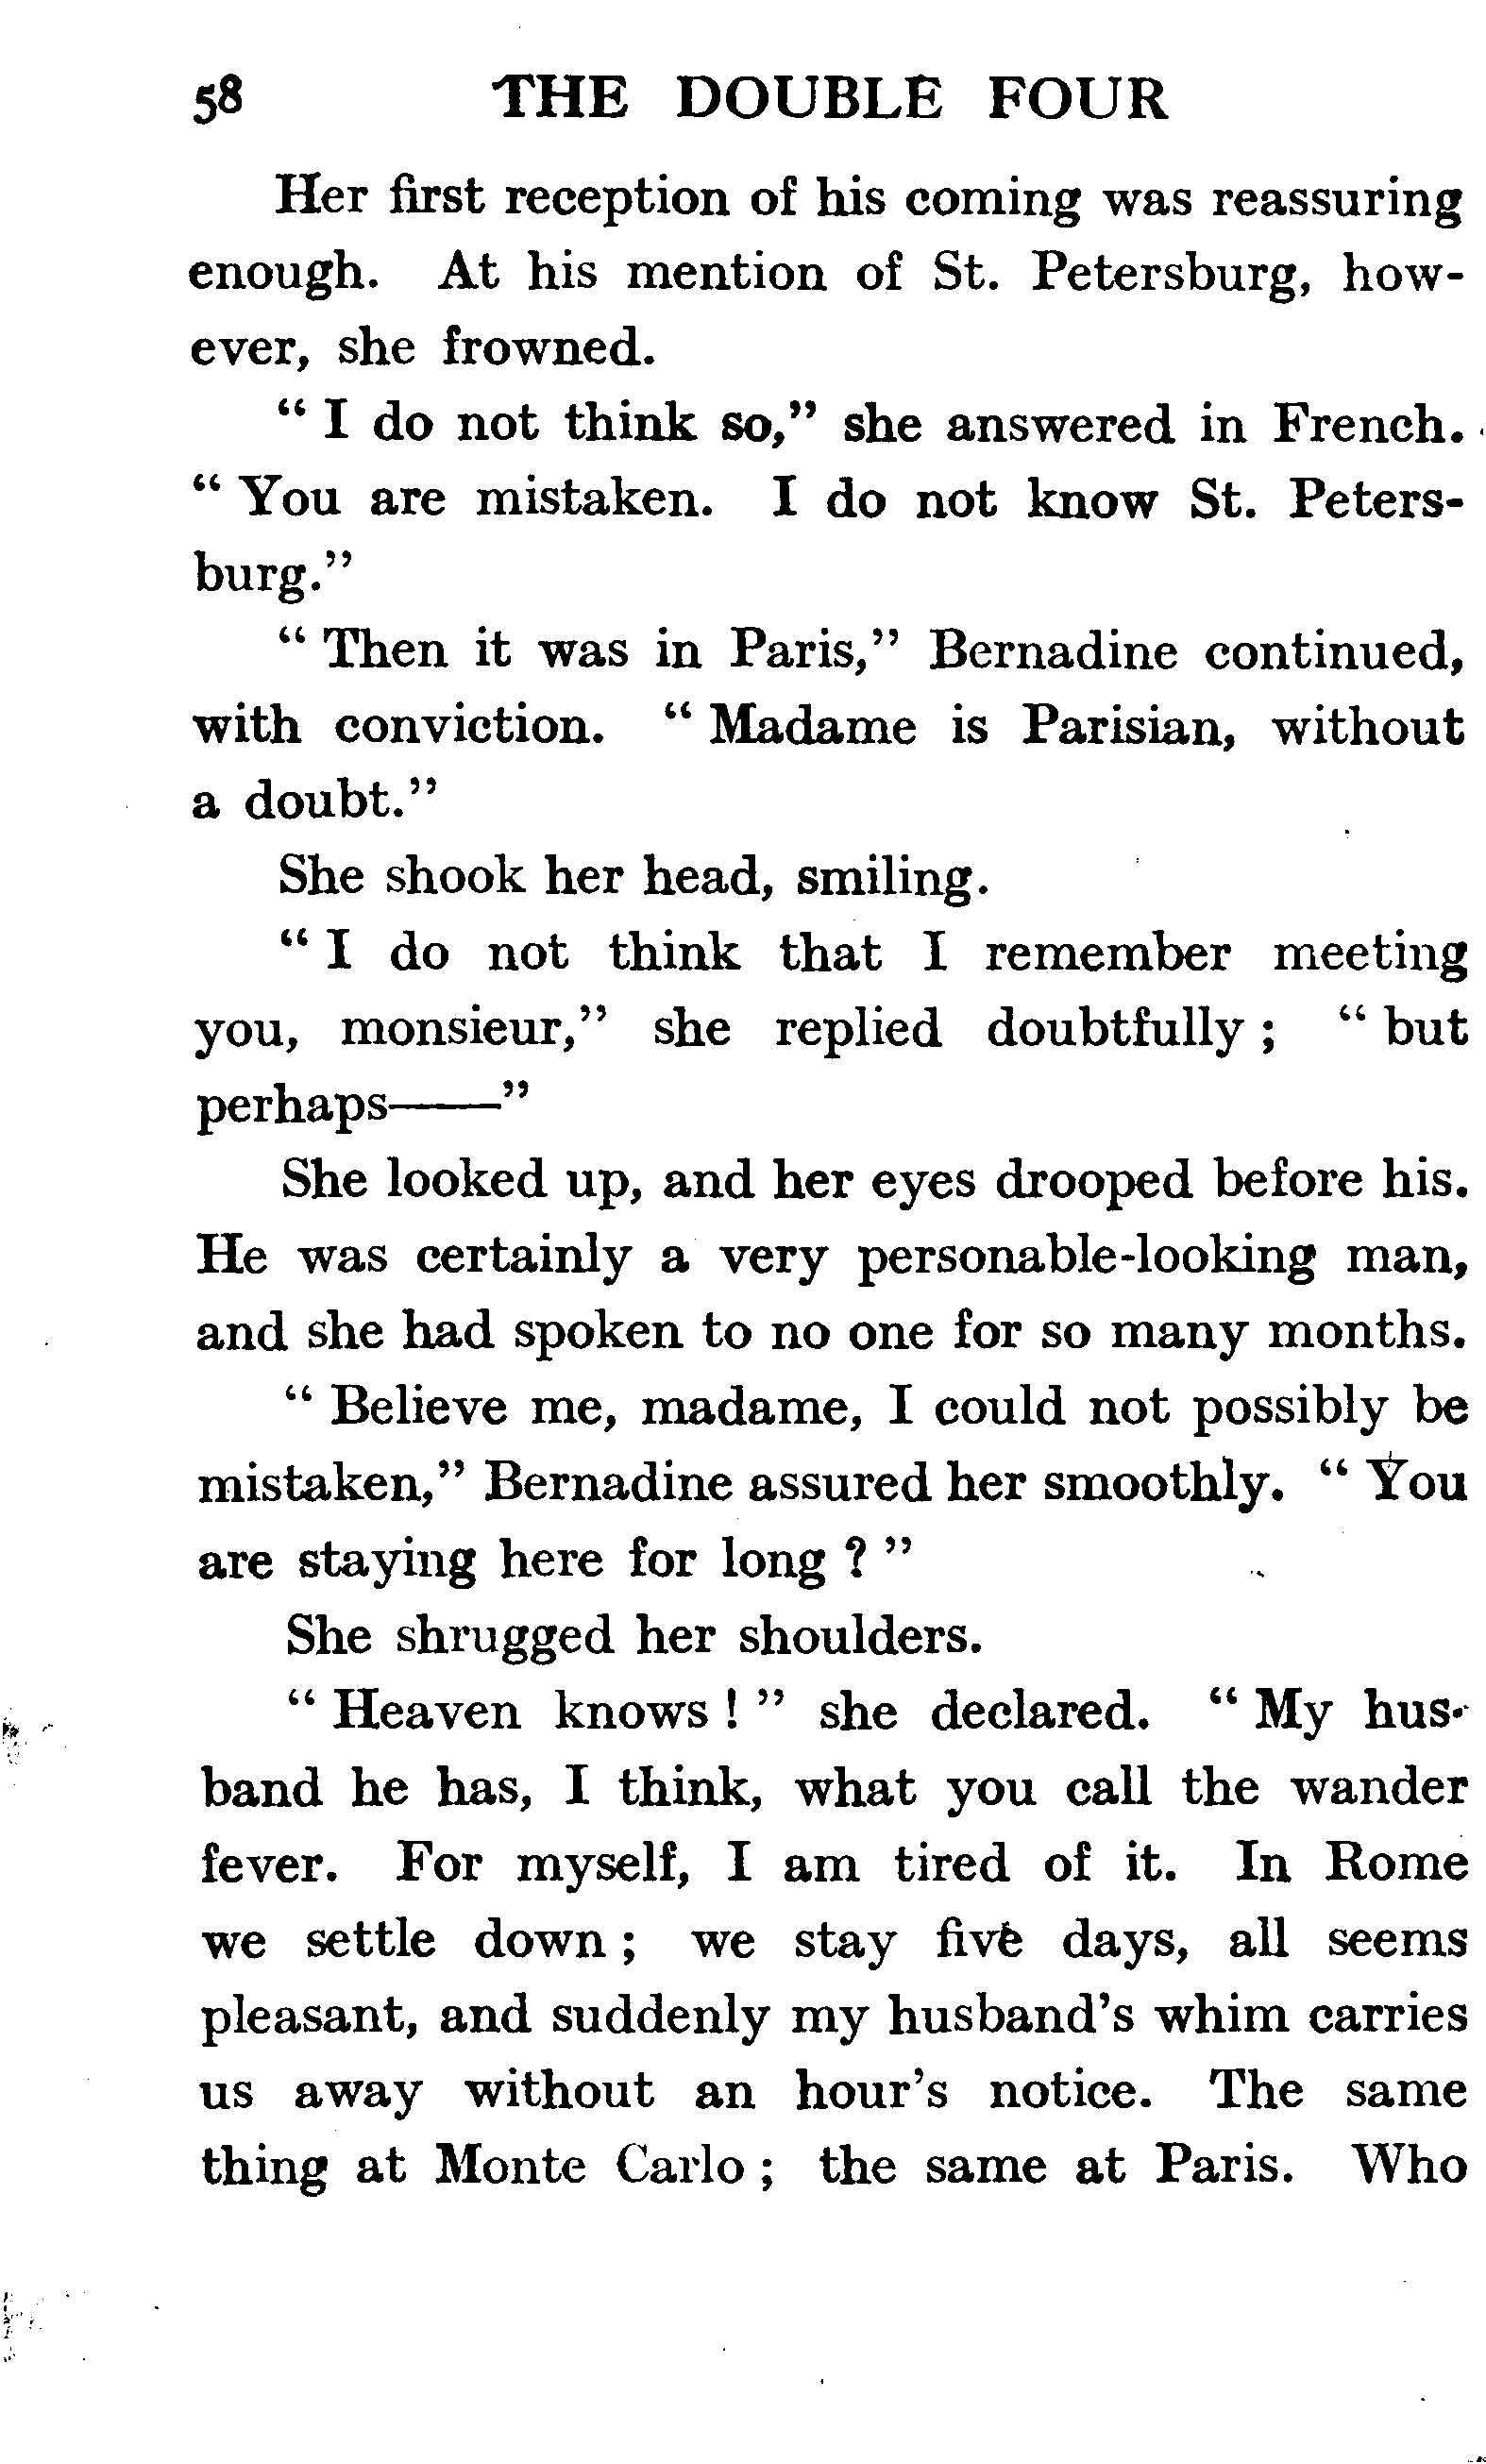 58 THE DOUBLE FOUR
Her first reception of his coming was reassuring
enough. At his mention of St. Petersburg, how-
ever, she frowned.
“ I do not think so,” she answered in French.
“ You are mistaken. I do not know St. Peters-
burg.”
“ Then it was in Paris,” Bernadine continued,
with conviction. “ Madame is Parisian, without
a doubt.”
She shook her head, smiling.
“ I do not think that I remember meeting
you, monsieur,” she replied doubtfully ; “ but
perhaps——”
She looked up, and her eyes drooped before his.
He was certainly a very personable-looking man,
and she had spoken to no one for so many months.
“ Believe me, madame, I could not possibly be
mistaken,” Bernadine assured her smoothly. “ You
are staying here for long ? ”
She shrugged her shoulders.
“ Heaven knows ! ” she declared. “ My hus-
band he has, I think, what you call the wander
fever. For myself, I am tired of it. In Rome
we settle down ; we stay five days, all seems
pleasant, and suddenly my husband’s whim carries
us away without an hour’s notice. The same
thing at Monte Carlo ; the same at Paris. Who